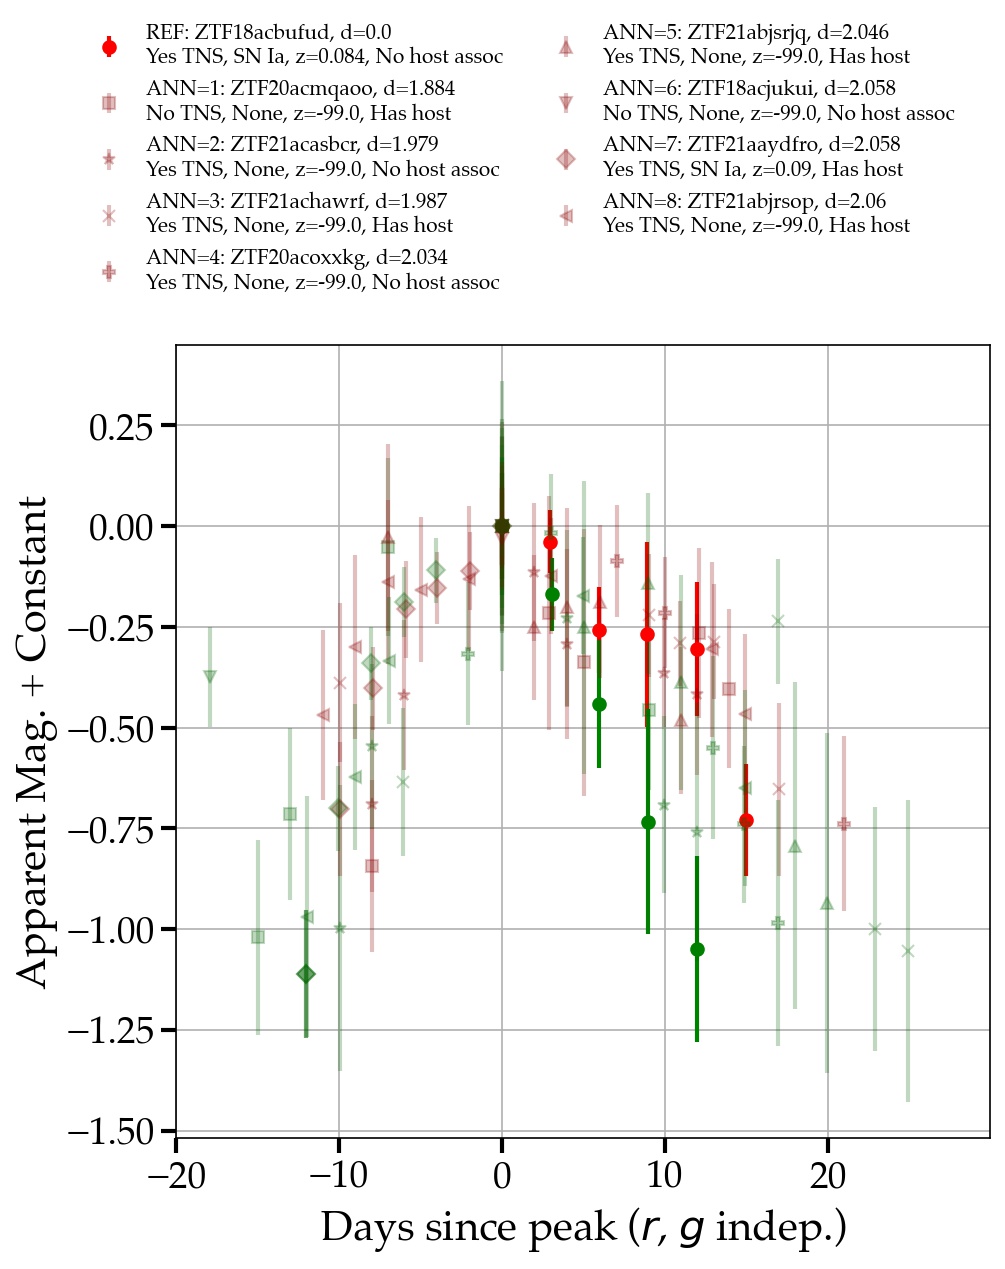 REF: ZTF18acbufud, d=0.0
Yes TNS, SN Ia, z=0.084, No host assoc
ANN=1: ZTF20acmqaoo, d=1.884
No TNS, None, z=-99.0, Has host
ANN=2: ZTF21acasbcr, d=1.979
Yes TNS, None, z=-99.0, No host assoc
ANN=3: ZTF21achawrf, d=1.987
Yes TNS, None, z=-99.0, Has host
ANN=4: ZTF20acoxxkg, d=2.034
Yes TNS, None, z=-99.0, No host assoc
ANN=5: ZTF21abjsrjq, d=2.046
Yes TNS, None, z=-99.0, Has host
ANN=6: ZTF18acjukui, d=2.058
No TNS, None, z=-99.0, No host assoc
ANN=7: ZTF21aaydfro, d=2.058
Yes TNS, SN Ia, z=0.09, Has host
ANN=8: ZTF21abjrsop, d=2.06
Yes TNS, None, z=-99.0, Has host
Apparent Mag. + Constant
0.25
0.00
−0.25
−0.50
−0.75
−1.00
−1.25
−1.50
−20 −10 0 10 20
Days since peak (r, g indep.)